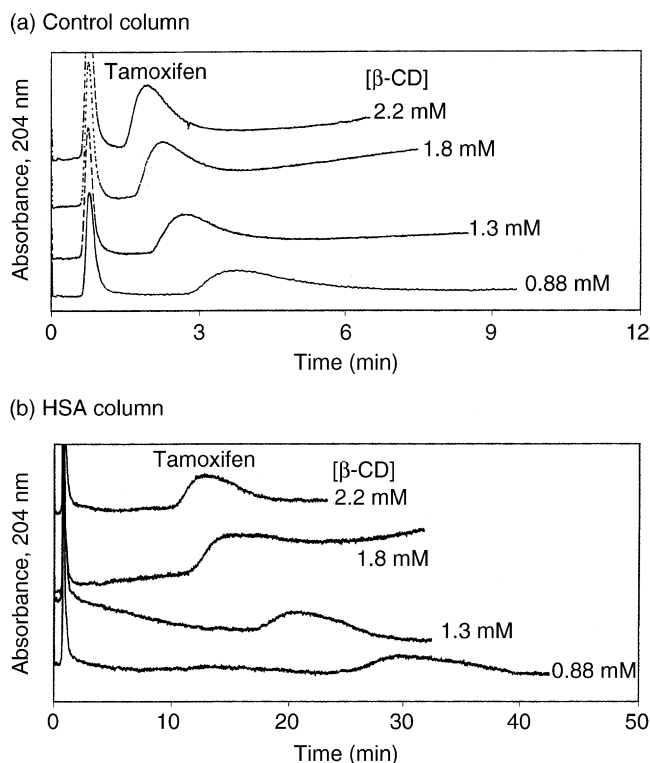 (a) Control column
Tamoxifen
[β-CD]
2.2 mM
1.8 mM
1.3 mM
0.88 mM
Absorbance, 204 nm
0 3 6 9 12
Time (min)
(b) HSA column
Tamoxifen
[β-CD]
2.2 mM
1.8 mM
1.3 mM
0.88 mM
Absorbance, 204 nm
0 10 20 30 40 50
Time (min)